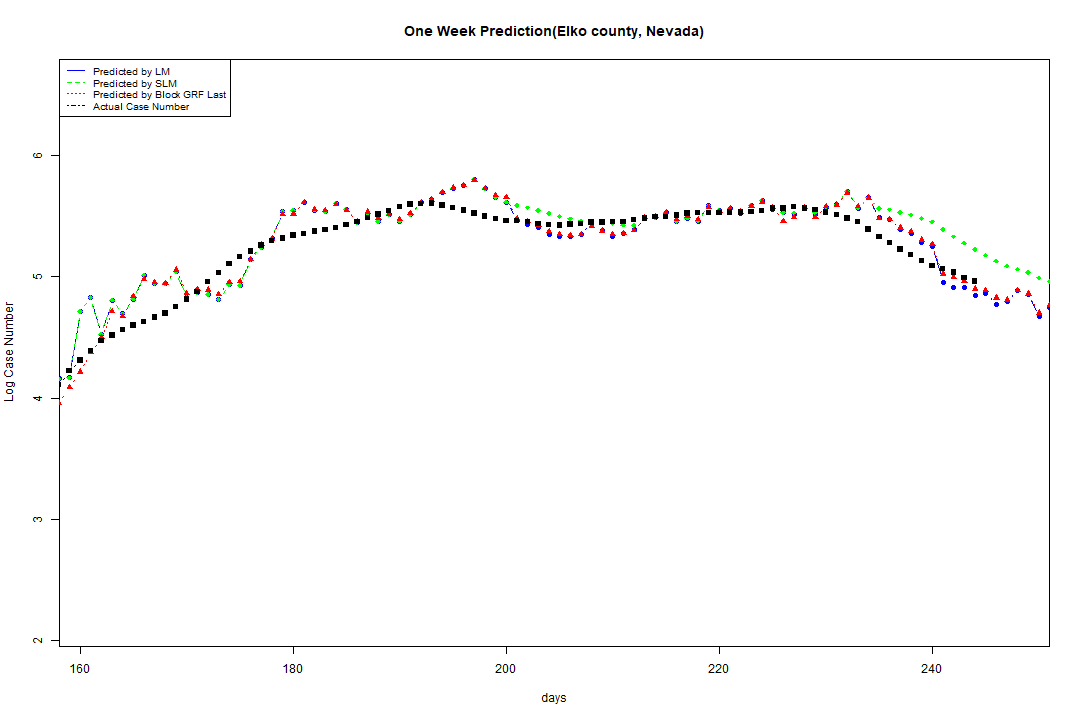 One Week Prediction(Elko county, Nevada)
Predicted by LM
Predicted by SLM
Predicted by Block GRF Last
Actual Case Number
6
5
4
3
2
Log Case Number
160 180 200 220 240
days